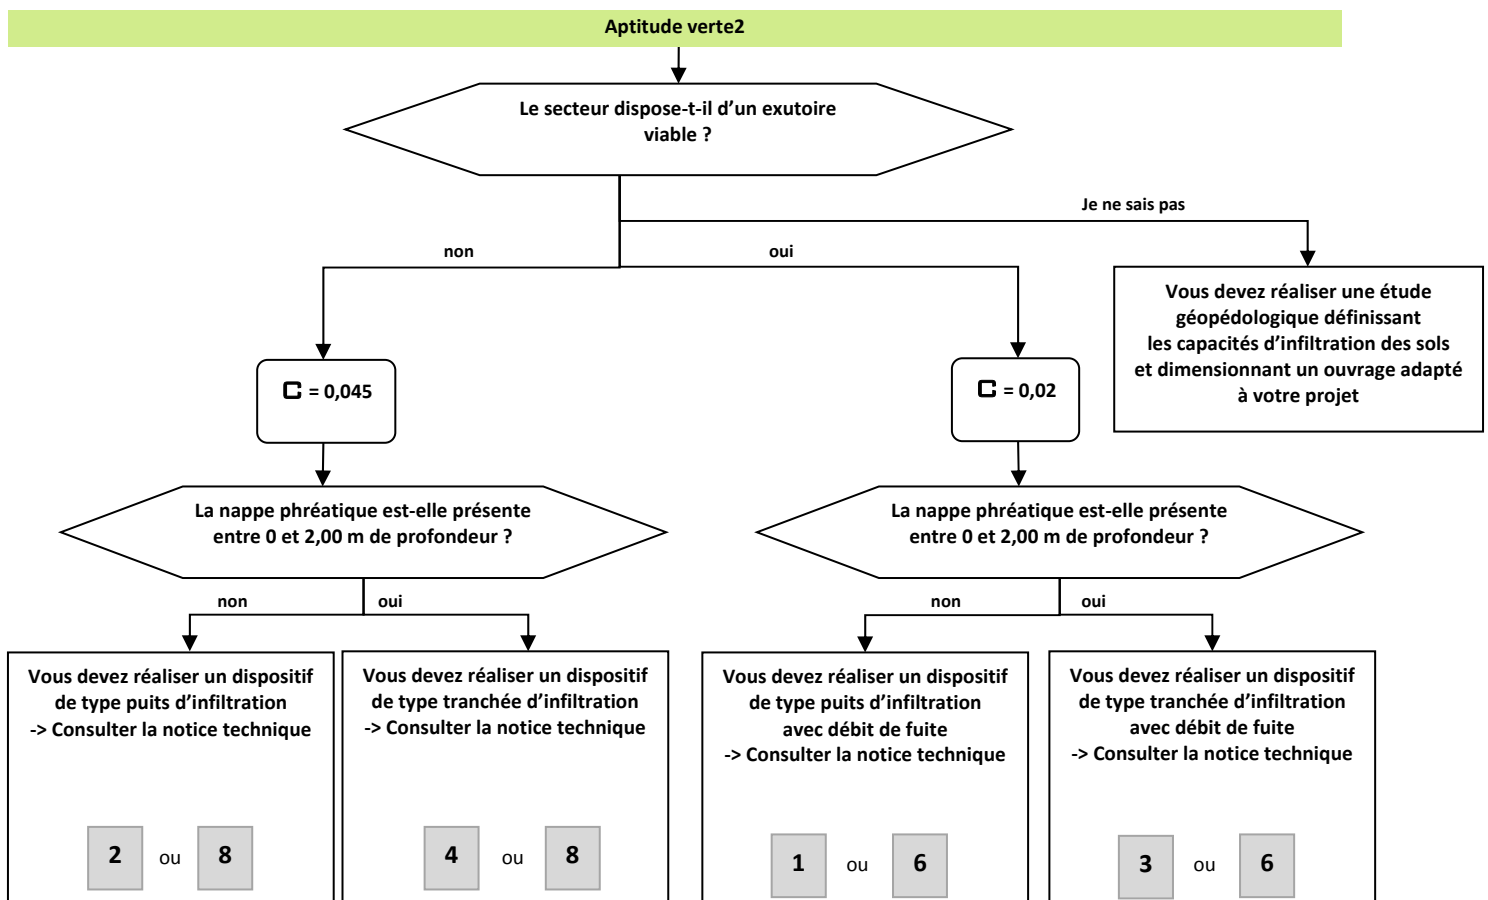 Aptitude verte2
Le secteur dispose-t-il d’un exutoire
viable ?
Je ne sais pas
non
oui
Vous devez réaliser une étude
géopédologique définissant
les capacités d’infiltration des sols
et dimensionnant un ouvrage adapté
à votre projet
C = 0,045
C = 0,02
La nappe phréatique est-elle présente
entre 0 et 2,00 m de profondeur ?
La nappe phréatique est-elle présente
entre 0 et 2,00 m de profondeur ?
non
oui
non
oui
Vous devez réaliser un dispositif
de type puits d’infiltration
-> Consulter la notice technique
2 ou 8
Vous devez réaliser un dispositif
de type tranchée d’infiltration
-> Consulter la notice technique
4 ou 8
Vous devez réaliser un dispositif
de type puits d’infiltration
avec débit de fuite
-> Consulter la notice technique
1 ou 6
Vous devez réaliser un dispositif
de type tranchée d’infiltration
avec débit de fuite
-> Consulter la notice technique
3 ou 6